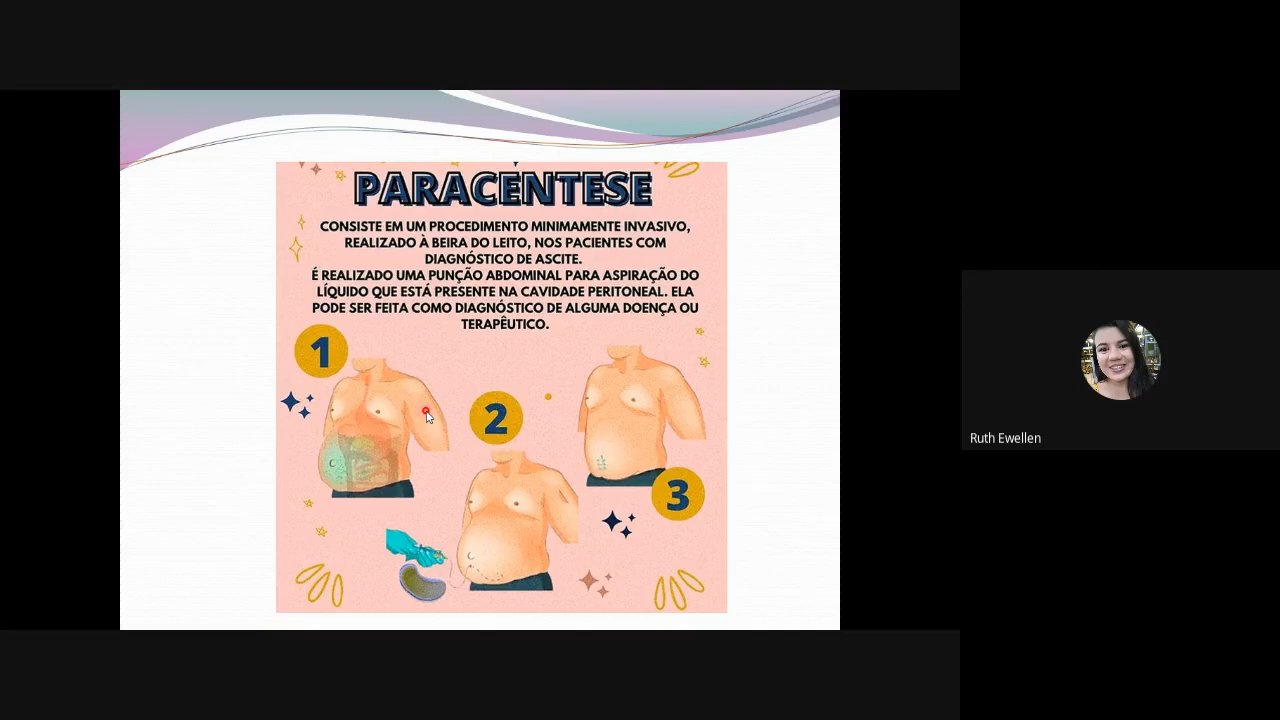 PARACENTESE
CONSISTE EM UM PROCEDIMENTO MINIMAMENTE INVASIVO,
REALIZADO À BEIRA DO LEITO, NOS PACIENTES COM
DIAGNÓSTICO DE ASCITE.
É REALIZADO UMA PUNÇÃO ABDOMINAL PARA ASPIRAÇÃO DO
LÍQUIDO QUE ESTÁ PRESENTE NA CAVIDADE PERITONEAL. ELA
PODE SER FEITA COMO DIAGNÓSTICO DE ALGUMA DOENÇA OU
TERAPÊUTICO.
1
2
3
Ruth Ewellen